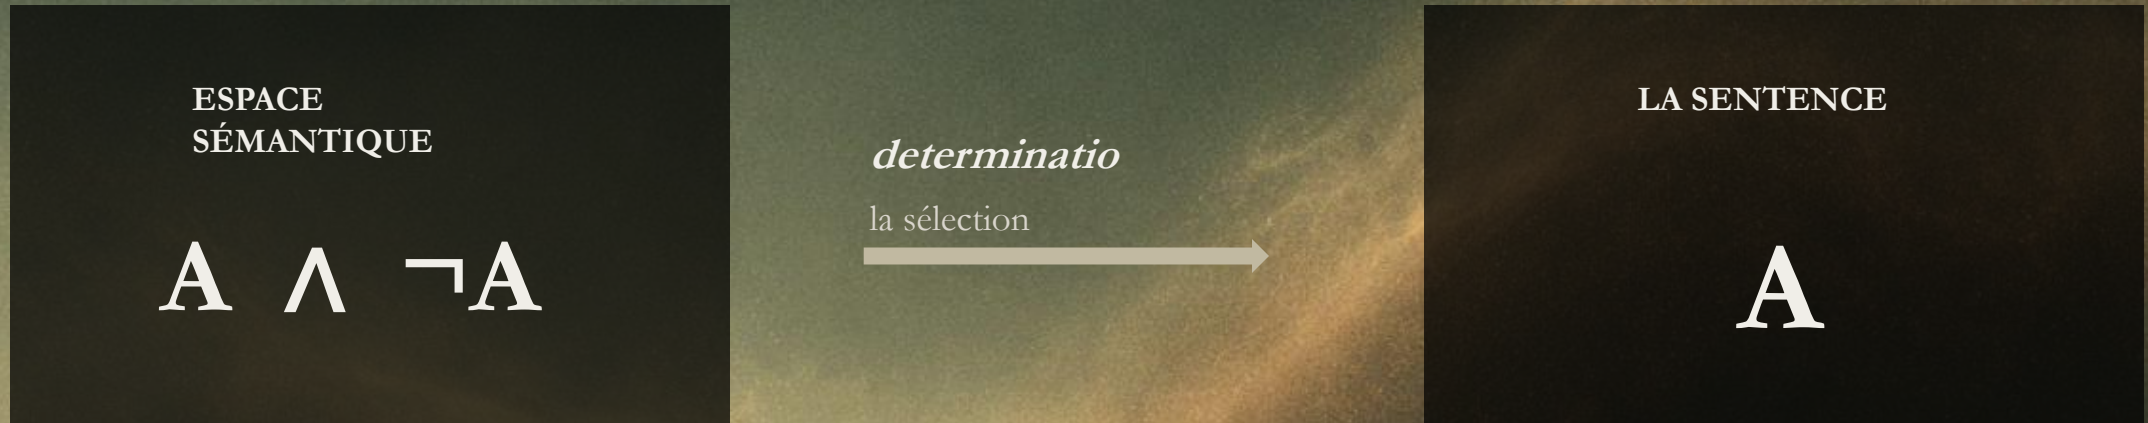 ESPACE
SÉMANTIQUE
A ∧ ¬A
determinatio
la sélection
LA SENTENCE
A